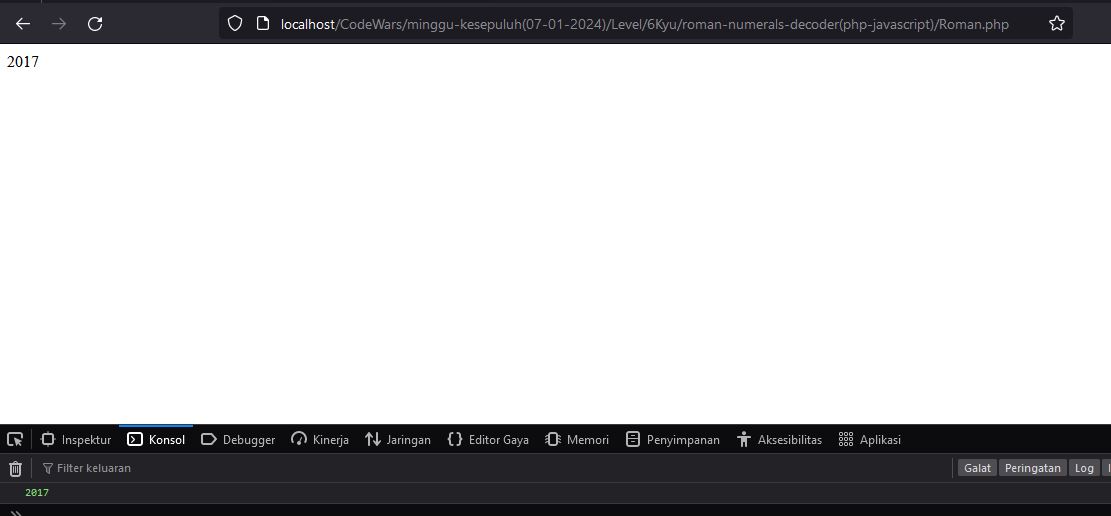 localhost/CodeWars/minggu-kesepuluh(07-01-2024)/Level/6Kyu/roman-numerals-decoder(php-javascript)/Roman.php
2017
Inspektur Konsol Debugger Kinerja Jaringan Editor Gaya Memori Penyimpanan Aksesibilitas Aplikasi
Filter keluaran Galat Peringatan Log
2017